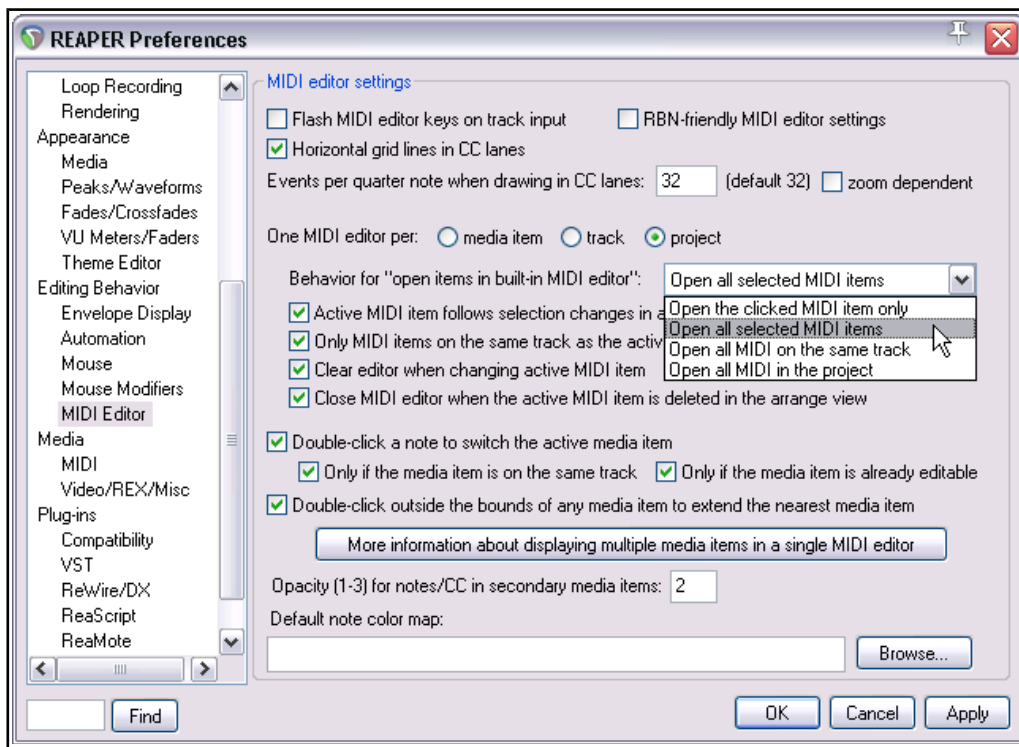 REAPER Preferences
Loop Recording
Rendering
Appearance
Media
Peaks/Waveforms
Fades/Crossfades
VU Meters/Faders
Theme Editor
Editing Behavior
Envelope Display
Automation
Mouse
Mouse Modifiers
MIDI Editor
Media
MIDI
Video/REX/Misc
Plug-ins
Compatibility
VST
ReWire/DX
ReaScript
ReaMote
Find
MIDI editor settings
Flash MIDI editor keys on track input RBN-friendly MIDI editor settings
Horizontal grid lines in CC lanes
Events per quarter note when drawing in CC lanes: 32 (default 32) zoom dependent
One MIDI editor per: media item track project
Behavior for "open items in built-in MIDI editor": Open all selected MIDI items
Open the clicked MIDI item only
Open all selected MIDI items
Open all MIDI on the same track
Open all MIDI in the project
Active MIDI item follows selection changes in a
Only MIDI items on the same track as the activ
Clear editor when changing active MIDI item
Close MIDI editor when the active MIDI item is deleted in the arrange view
Double-click a note to switch the active media item
Only if the media item is on the same track Only if the media item is already editable
Double-click outside the bounds of any media item to extend the nearest media item
More information about displaying multiple media items in a single MIDI editor
Opacity (1-3) for notes/CC in secondary media items: 2
Default note color map:
Browse...
OK Cancel Apply